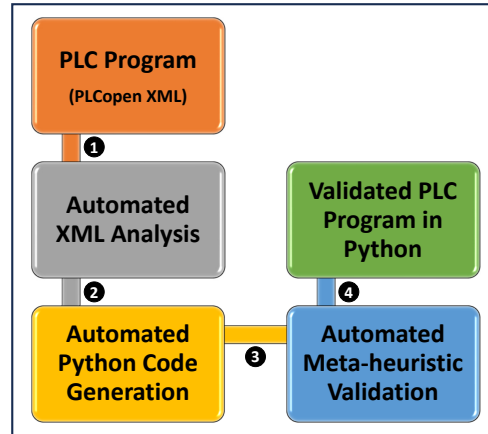 PLC Program
(PLCopen XML)
1
Automated
XML Analysis
2
Automated
Python Code
Generation
3
Automated
Meta-heuristic
Validation
4
Validated PLC
Program in
Python